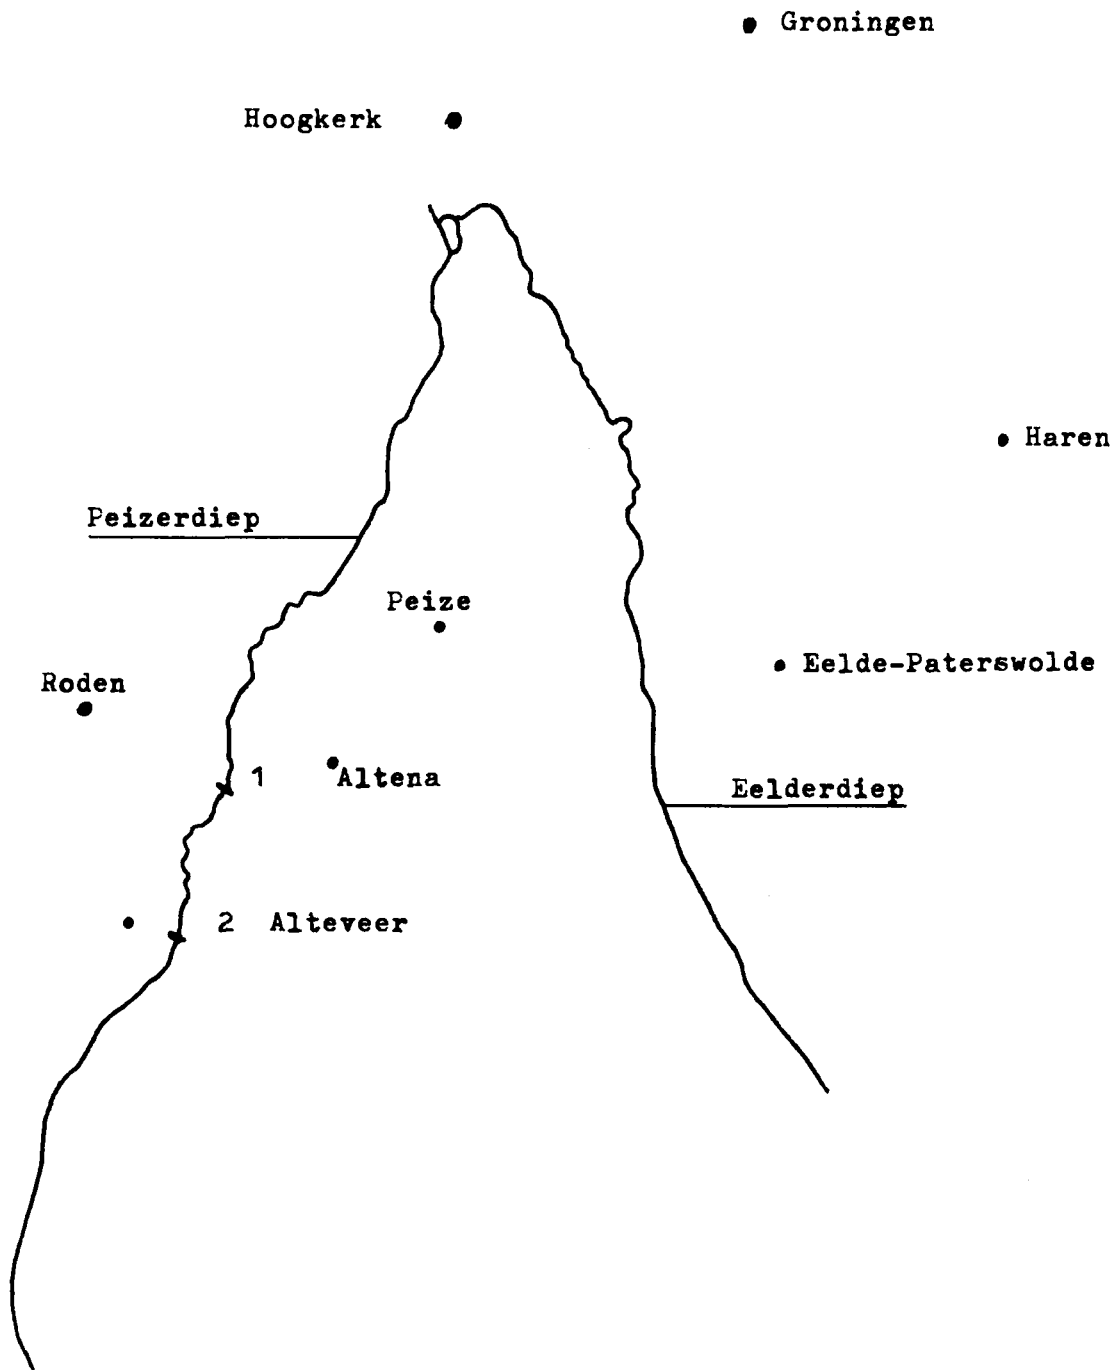 Groningen
Hoogkerk
Haren
Peizerdiep
Peize
Eelde-Paterswolde
Roden
1 Altena
Eelderdiep
2 Alteveer